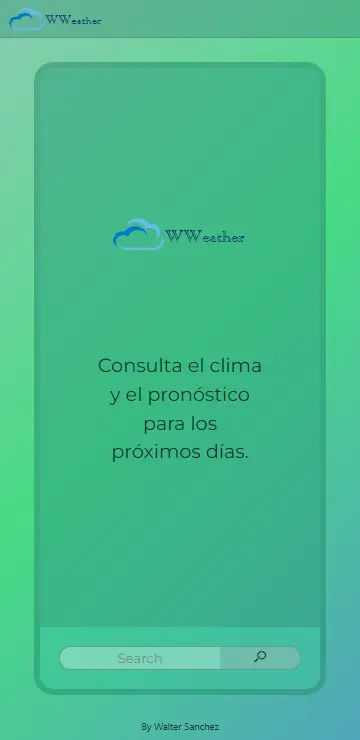 WWeather
WWeather
Consulta el clima
y el pronóstico
para los
próximos días.
Search
By Walter Sanchez